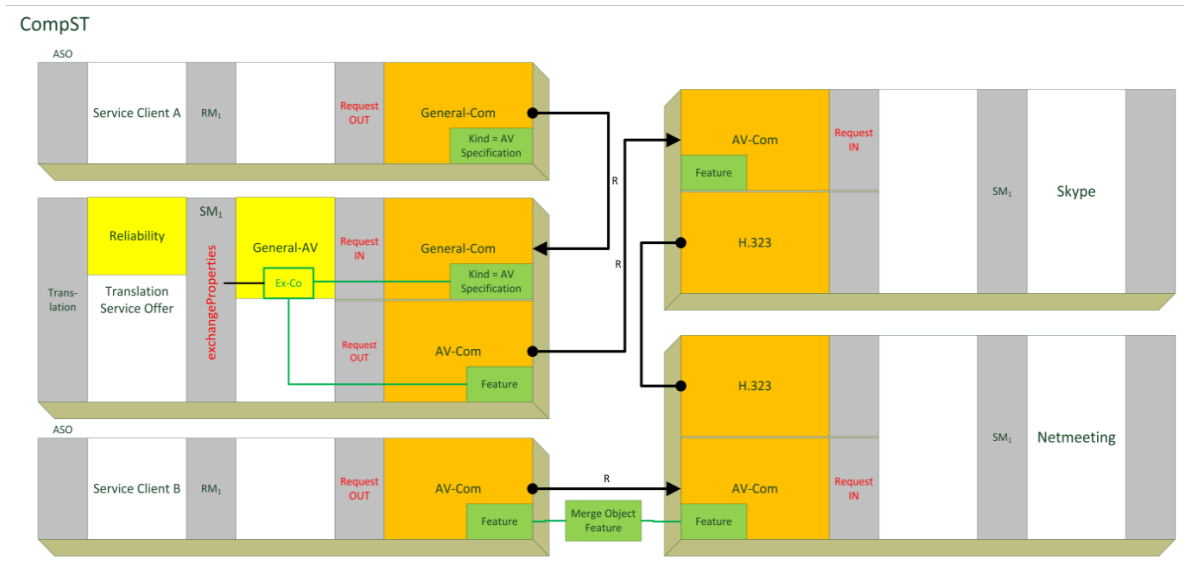 CompST
ASO
Service Client A
RM₁
Request
OUT
General-Com
Kind = AV
Specification
R
Trans-
lation
Reliability
Translation
Service Offer
SM₁
exchangeProperties
General-AV
Ex-Co
Request
IN
General-Com
Kind = AV
Specification
Request
OUT
AV-Com
Feature
R
ASO
Service Client B
RM₁
Request
OUT
AV-Com
Feature
R
Merge Object
Feature
AV-Com
Feature
Request
IN
H.323
SM₁
Skype
H.323
AV-Com
Feature
Request
IN
SM₁
Netmeeting